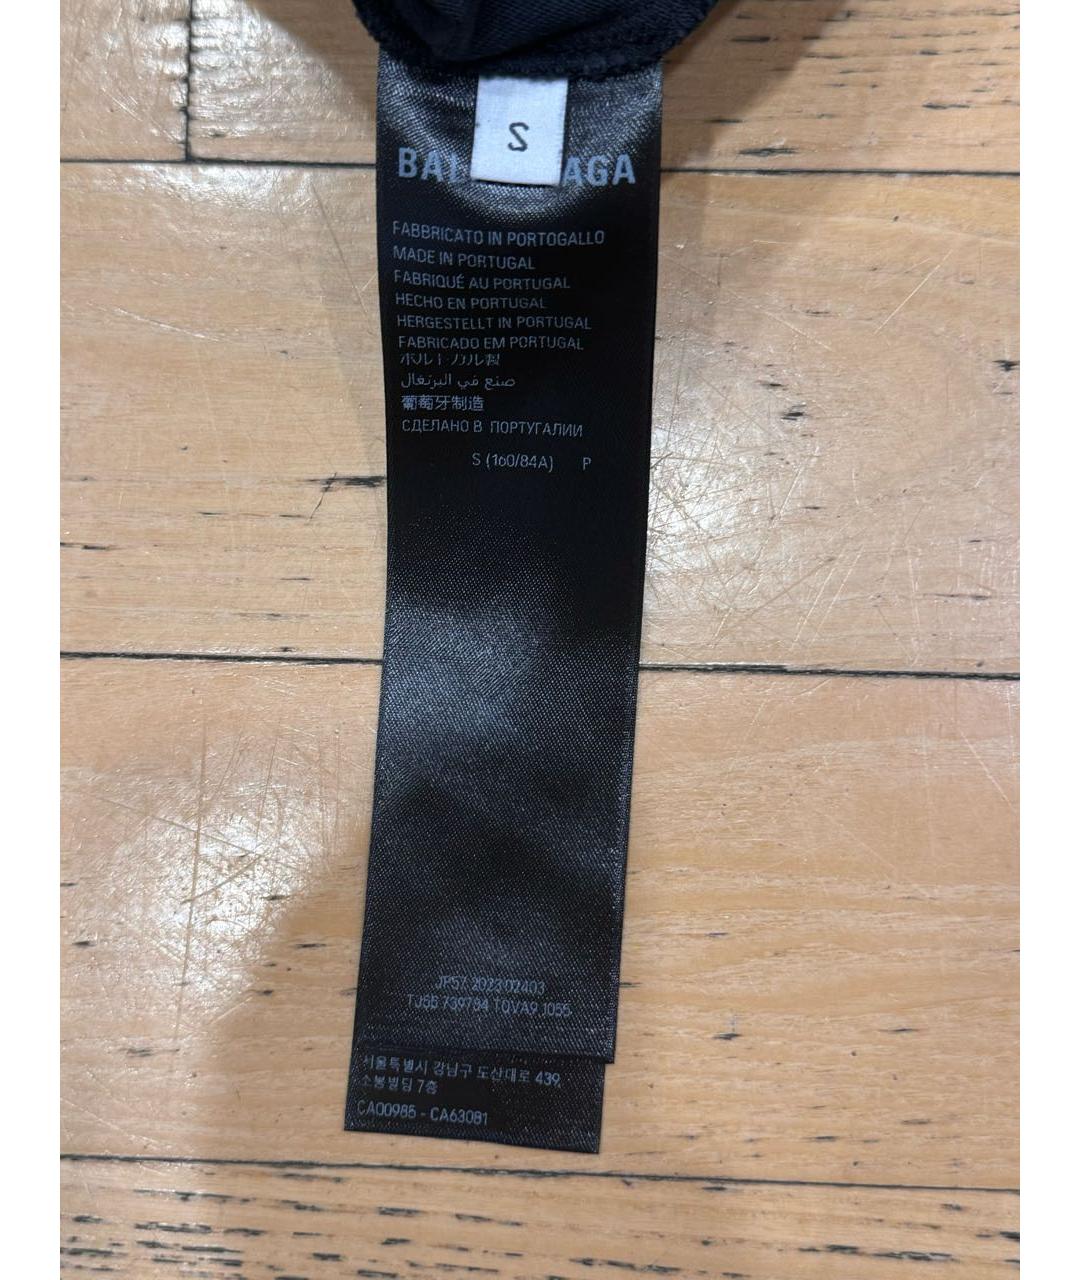 S
BAL AGA
FABBRICATO IN PORTOGALLO
MADE IN PORTUGAL
FABRIQUÉ AU PORTUGAL
HECHO EN PORTUGAL
HERGESTELLT IN PORTUGAL
FABRICADO EM PORTUGAL
ポルトガル製
صنع في البرتغال
葡萄牙制造
СДЕЛАНО В ПОРТУГАЛИИ
S (160/84A) P
JP57 202302403
TJ56 739784 TOVA9 1055
서울특별시 강남구 도산대로 439,
소봉빌딩 7층
CA00985 - CA63081